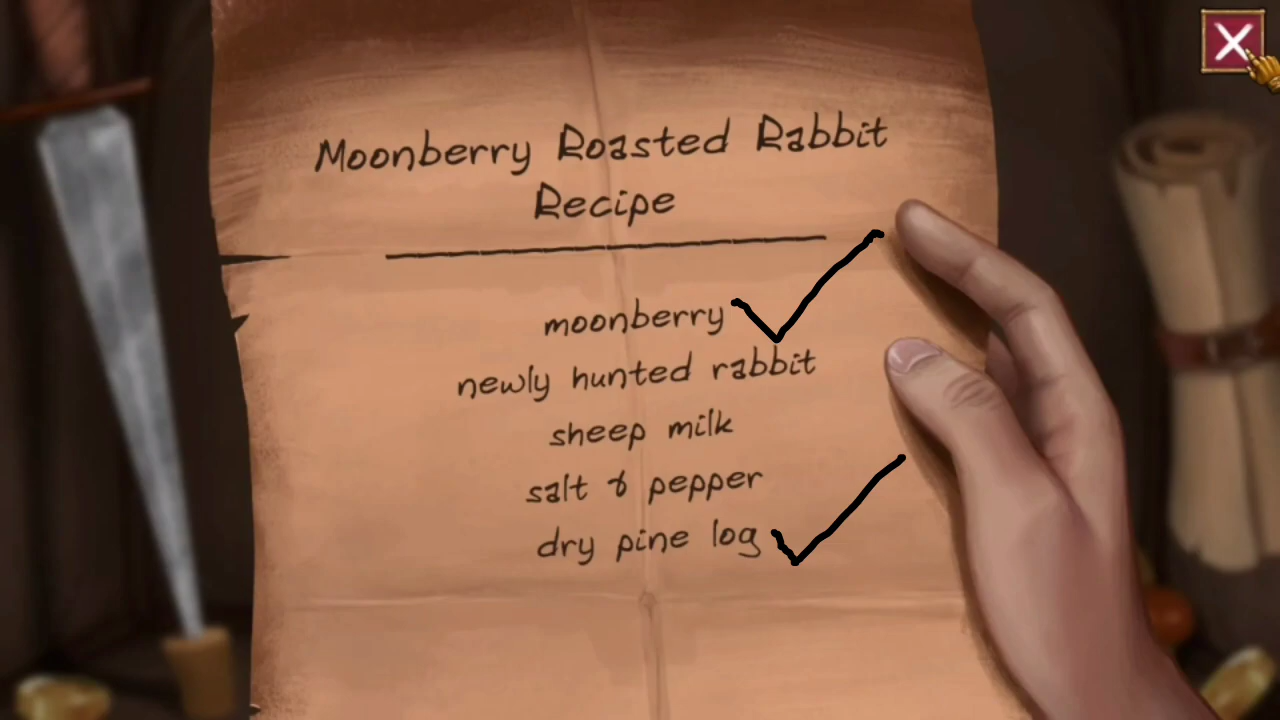 Moonberry Roasted Rabbit
Recipe
moonberry
newly hunted rabbit
sheep milk
salt & pepper
dry pine log